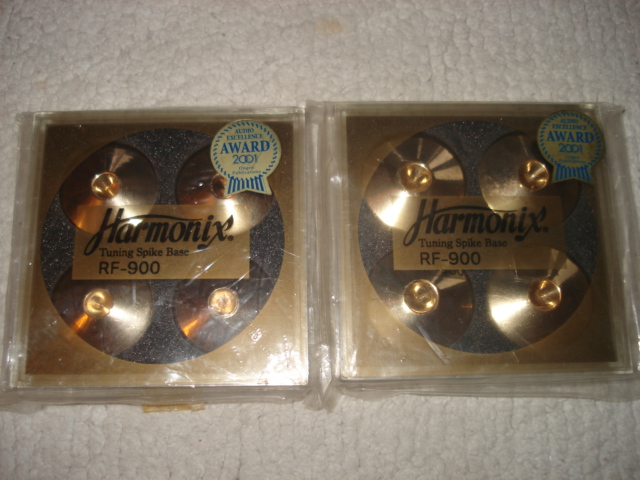 AUDIO
EXCELLENCE
AWARD
2001
Harmonix®
Tuning Spike Base
RF-900
AUDIO
EXCELLENCE
AWARD
2001
Harmonix®
Tuning Spike Base
RF-900